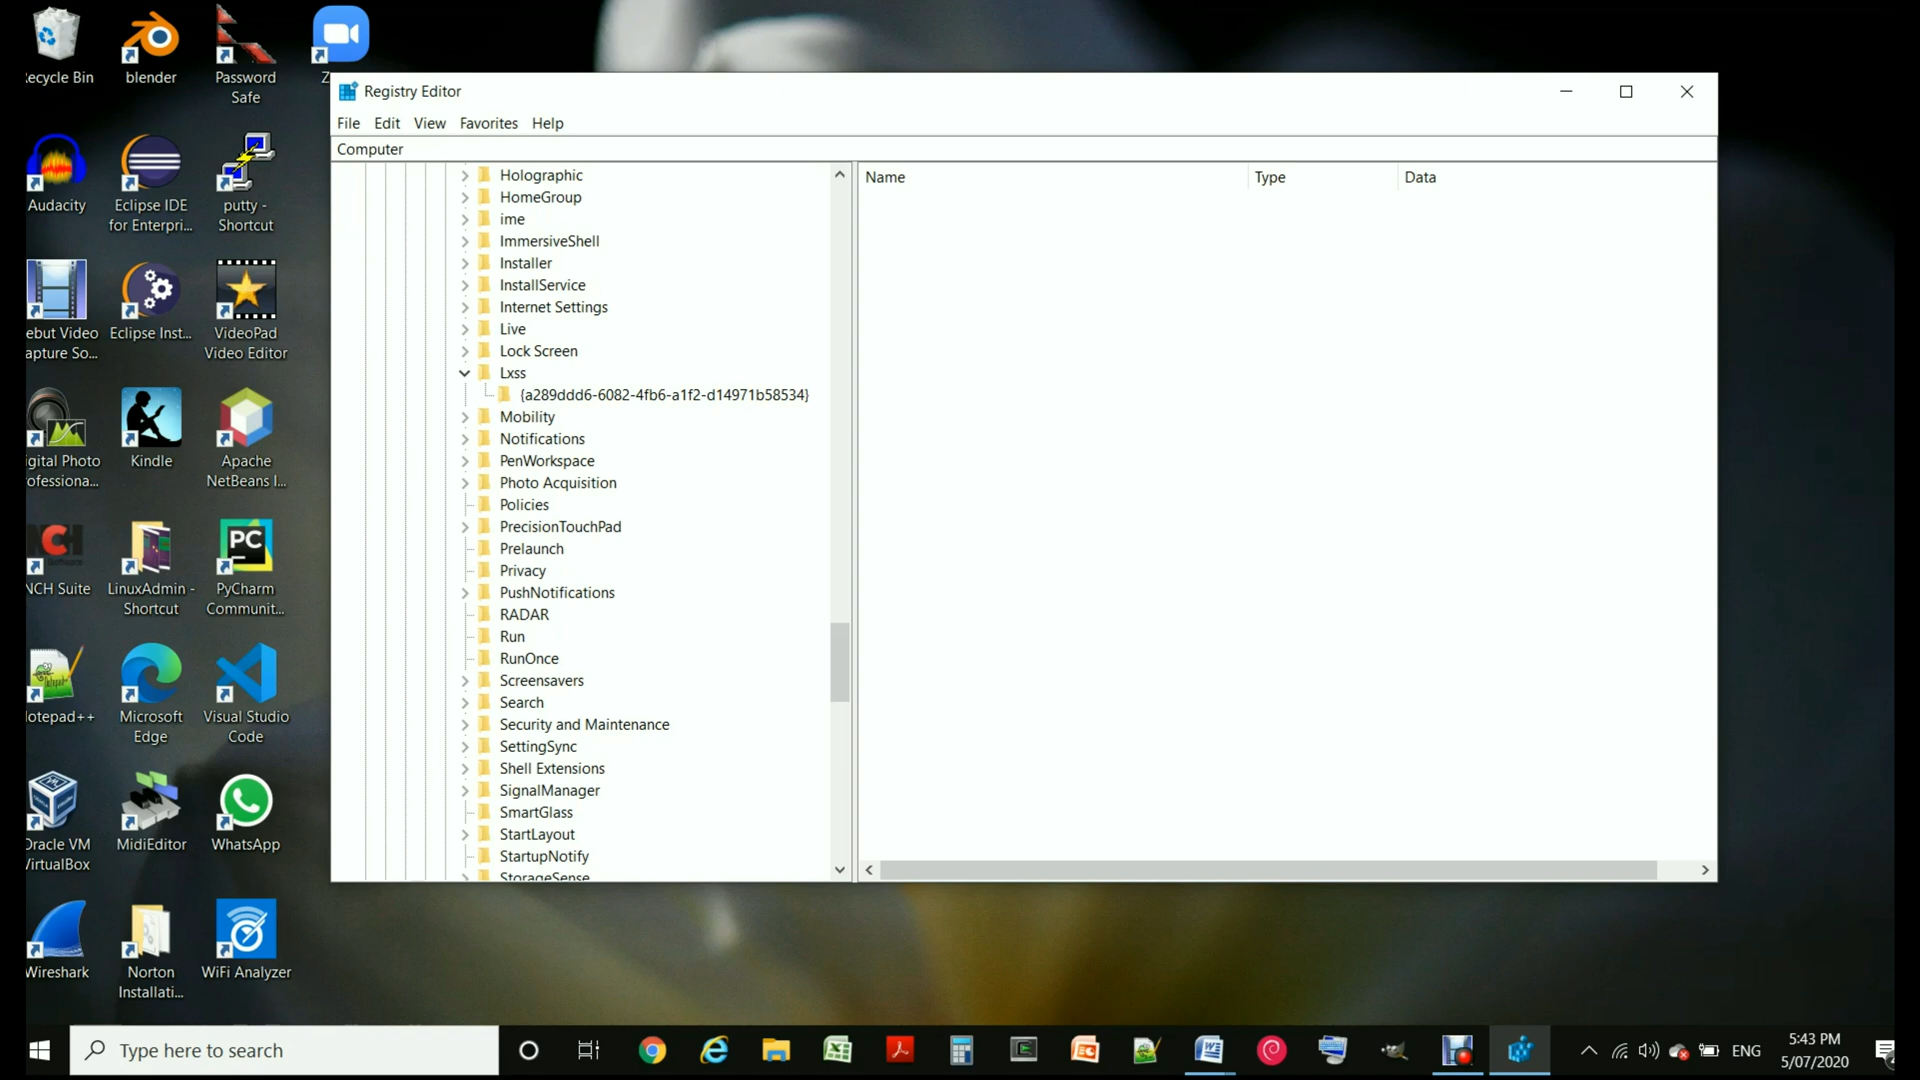 ecycle Bin
blender
Password
Safe
Z
Audacity
Eclipse IDE
for Enterpri...
putty -
Shortcut
ebut Video
apture So...
Eclipse Inst...
VideoPad
Video Editor
igital Photo
ofessiona...
Kindle
Apache
NetBeans I...
NCH Suite
LinuxAdmin -
Shortcut
PC
PyCharm
Communit...
otepad++
Microsoft
Edge
Visual Studio
Code
Oracle VM
VirtualBox
MidiEditor
WhatsApp
Wireshark
Norton
Installati...
WiFi Analyzer
Registry Editor
File Edit View Favorites Help
Computer
Name Type Data
Holographic
HomeGroup
ime
ImmersiveShell
Installer
InstallService
Internet Settings
Live
Lock Screen
Lxss
{a289ddd6-6082-4fb6-a1f2-d14971b58534}
Mobility
Notifications
PenWorkspace
Photo Acquisition
Policies
PrecisionTouchPad
Prelaunch
Privacy
PushNotifications
RADAR
Run
RunOnce
Screensavers
Search
Security and Maintenance
SettingSync
Shell Extensions
SignalManager
SmartGlass
StartLayout
StartupNotify
StorageSense
Type here to search
ENG
5:43 PM
5/07/2020